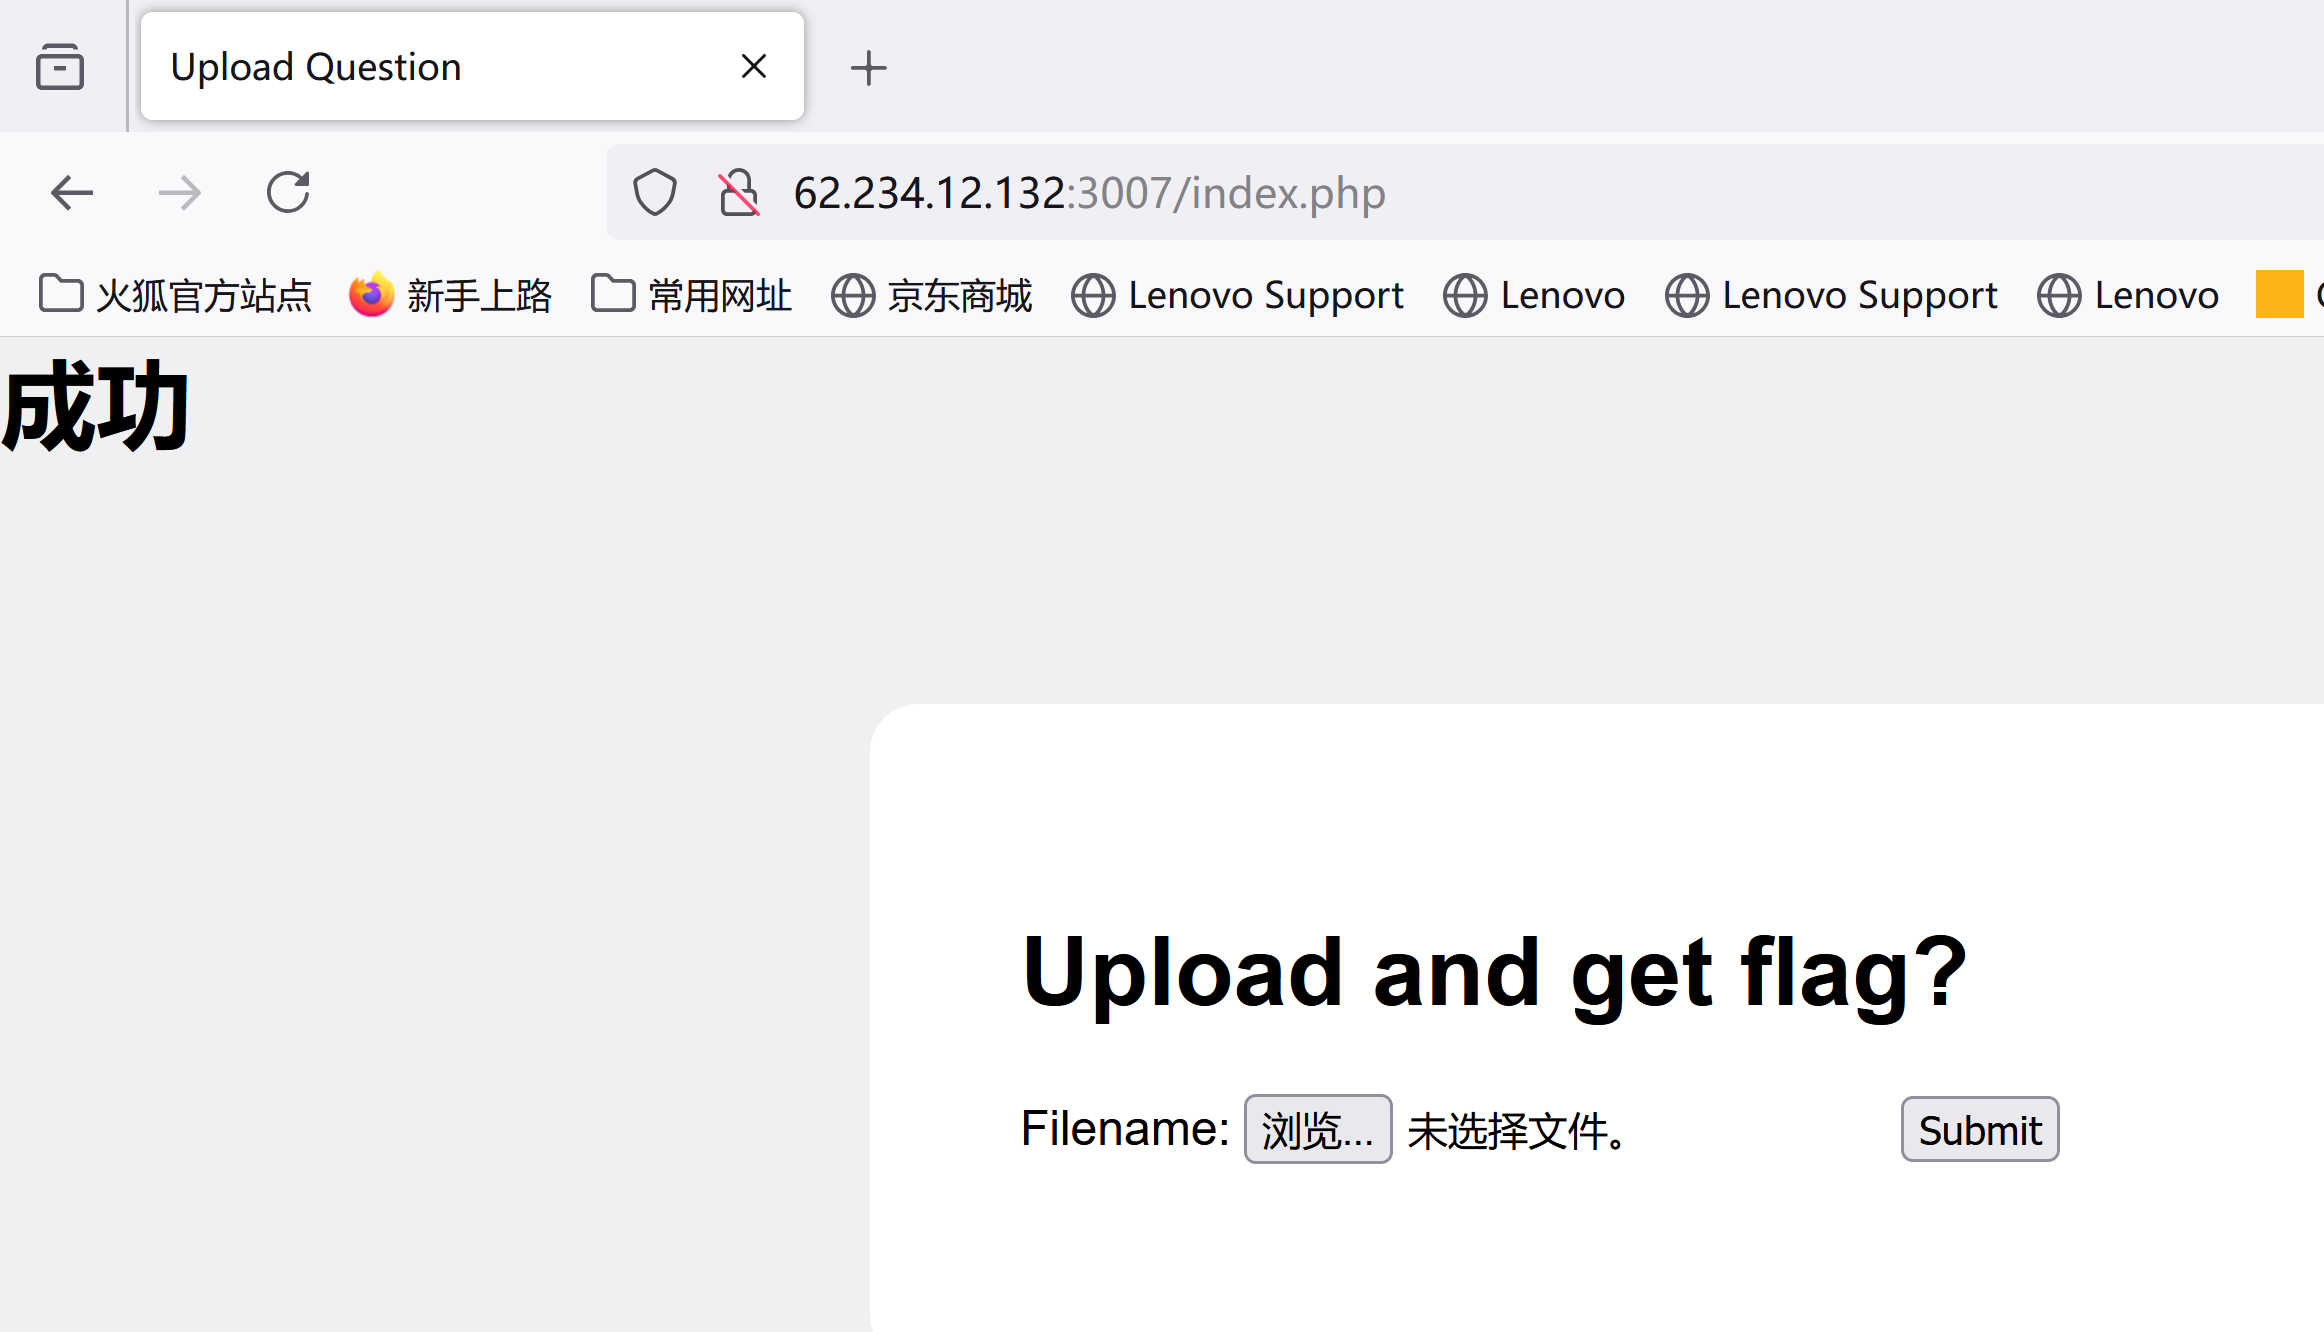 Upload Question
62.234.12.132:3007/index.php
火狐官方站点 新手上路 常用网址 京东商城 Lenovo Support Lenovo Lenovo Support Lenovo
成功
Upload and get flag?
Filename: 浏览... 未选择文件。 Submit